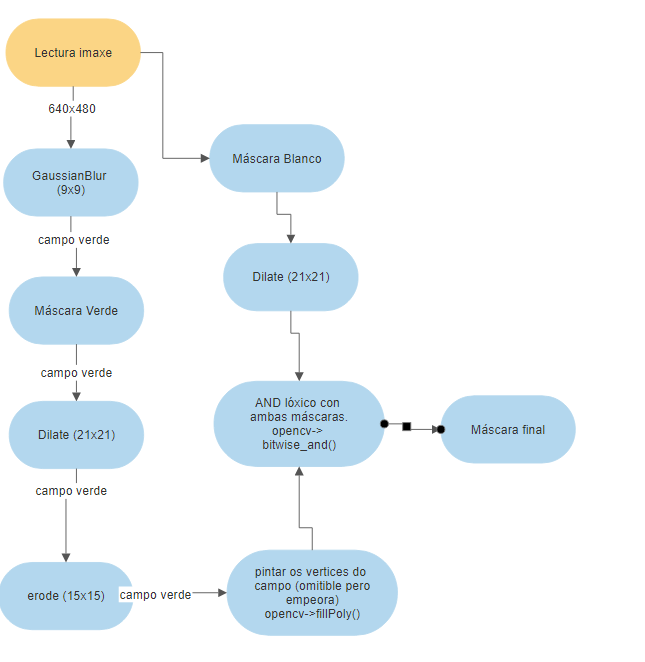 Lectura imaxe
640x480
GaussianBlur
(9x9)
campo verde
Máscara Verde
campo verde
Dilate (21x21)
campo verde
erode (15x15)
campo verde
pintar os vertices do
campo (omitible pero
empeora)
opencv->fillPoly()
Máscara Blanco
Dilate (21x21)
AND lóxico con
ambas máscaras.
opencv->
bitwise_and()
Máscara final